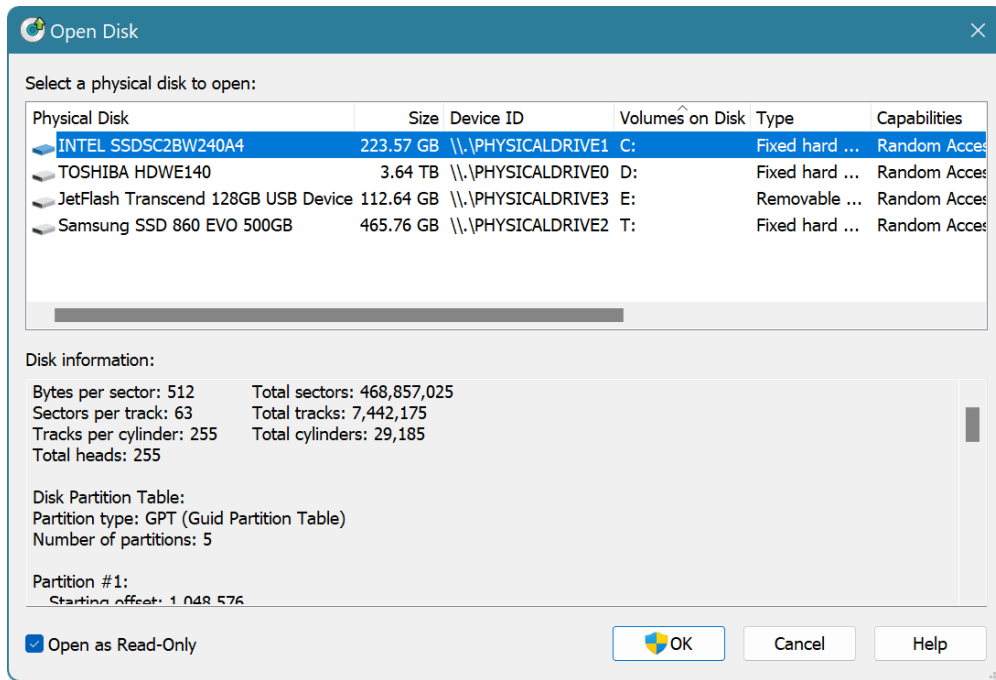 Open Disk
Select a physical disk to open:
Physical Disk Size Device ID Volumes on Disk Type Capabilities
INTEL SSDSC2BW240A4 223.57 GB \\.\PHYSICALDRIVE1 C: Fixed hard ... Random Acces
TOSHIBA HDWE140 3.64 TB \\.\PHYSICALDRIVE0 D: Fixed hard ... Random Acces
JetFlash Transcend 128GB USB Device 112.64 GB \\.\PHYSICALDRIVE3 E: Removable ... Random Acces
Samsung SSD 860 EVO 500GB 465.76 GB \\.\PHYSICALDRIVE2 T: Fixed hard ... Random Acces
Disk information:
Bytes per sector: 512 Total sectors: 468,857,025
Sectors per track: 63 Total tracks: 7,442,175
Tracks per cylinder: 255 Total cylinders: 29,185
Total heads: 255
Disk Partition Table:
Partition type: GPT (Guid Partition Table)
Number of partitions: 5
Partition #1:
Starting offset: 1,048,576
Open as Read-Only OK Cancel Help